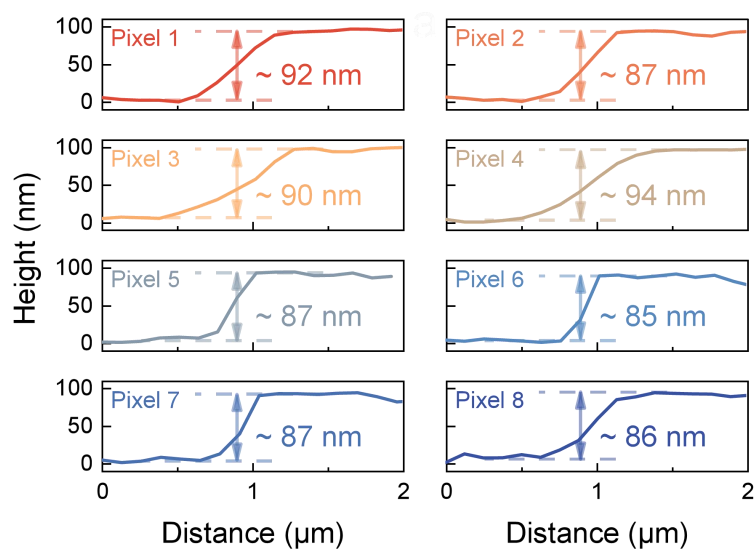 Pixel 1
~ 92 nm
100
50
0
Pixel 2
~ 87 nm
Pixel 3
~ 90 nm
100
50
0
Pixel 4
~ 94 nm
Height (nm)
Pixel 5
~ 87 nm
100
50
0
Pixel 6
~ 85 nm
Pixel 7
~ 87 nm
100
50
0
Pixel 8
~ 86 nm
0 1 2
0 1 2
Distance (μm)
Distance (μm)